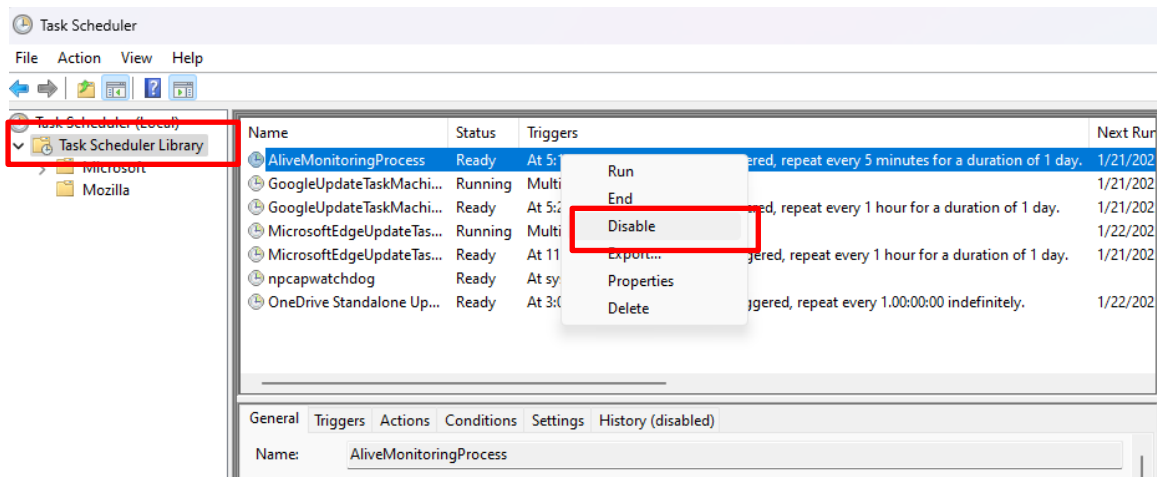 Task Scheduler
File Action View Help
Task Scheduler (Local)
Task Scheduler Library
Microsoft
Mozilla
Name Status Triggers Next Run
AliveMonitoringProcess Ready At 5:1 ered, repeat every 5 minutes for a duration of 1 day. 1/21/202
GoogleUpdateTaskMachi... Running Multi 1/21/202
GoogleUpdateTaskMachi... Ready At 5:2 ered, repeat every 1 hour for a duration of 1 day. 1/21/202
MicrosoftEdgeUpdateTas... Running Multi 1/22/202
MicrosoftEdgeUpdateTas... Ready At 11 gered, repeat every 1 hour for a duration of 1 day. 1/21/202
npcapwatchdog Ready At sy
OneDrive Standalone Up... Ready At 3:0 ggered, repeat every 1.00:00:00 indefinitely. 1/22/202
Run
End
Disable
Export...
Properties
Delete
General Triggers Actions Conditions Settings History (disabled)
Name: AliveMonitoringProcess